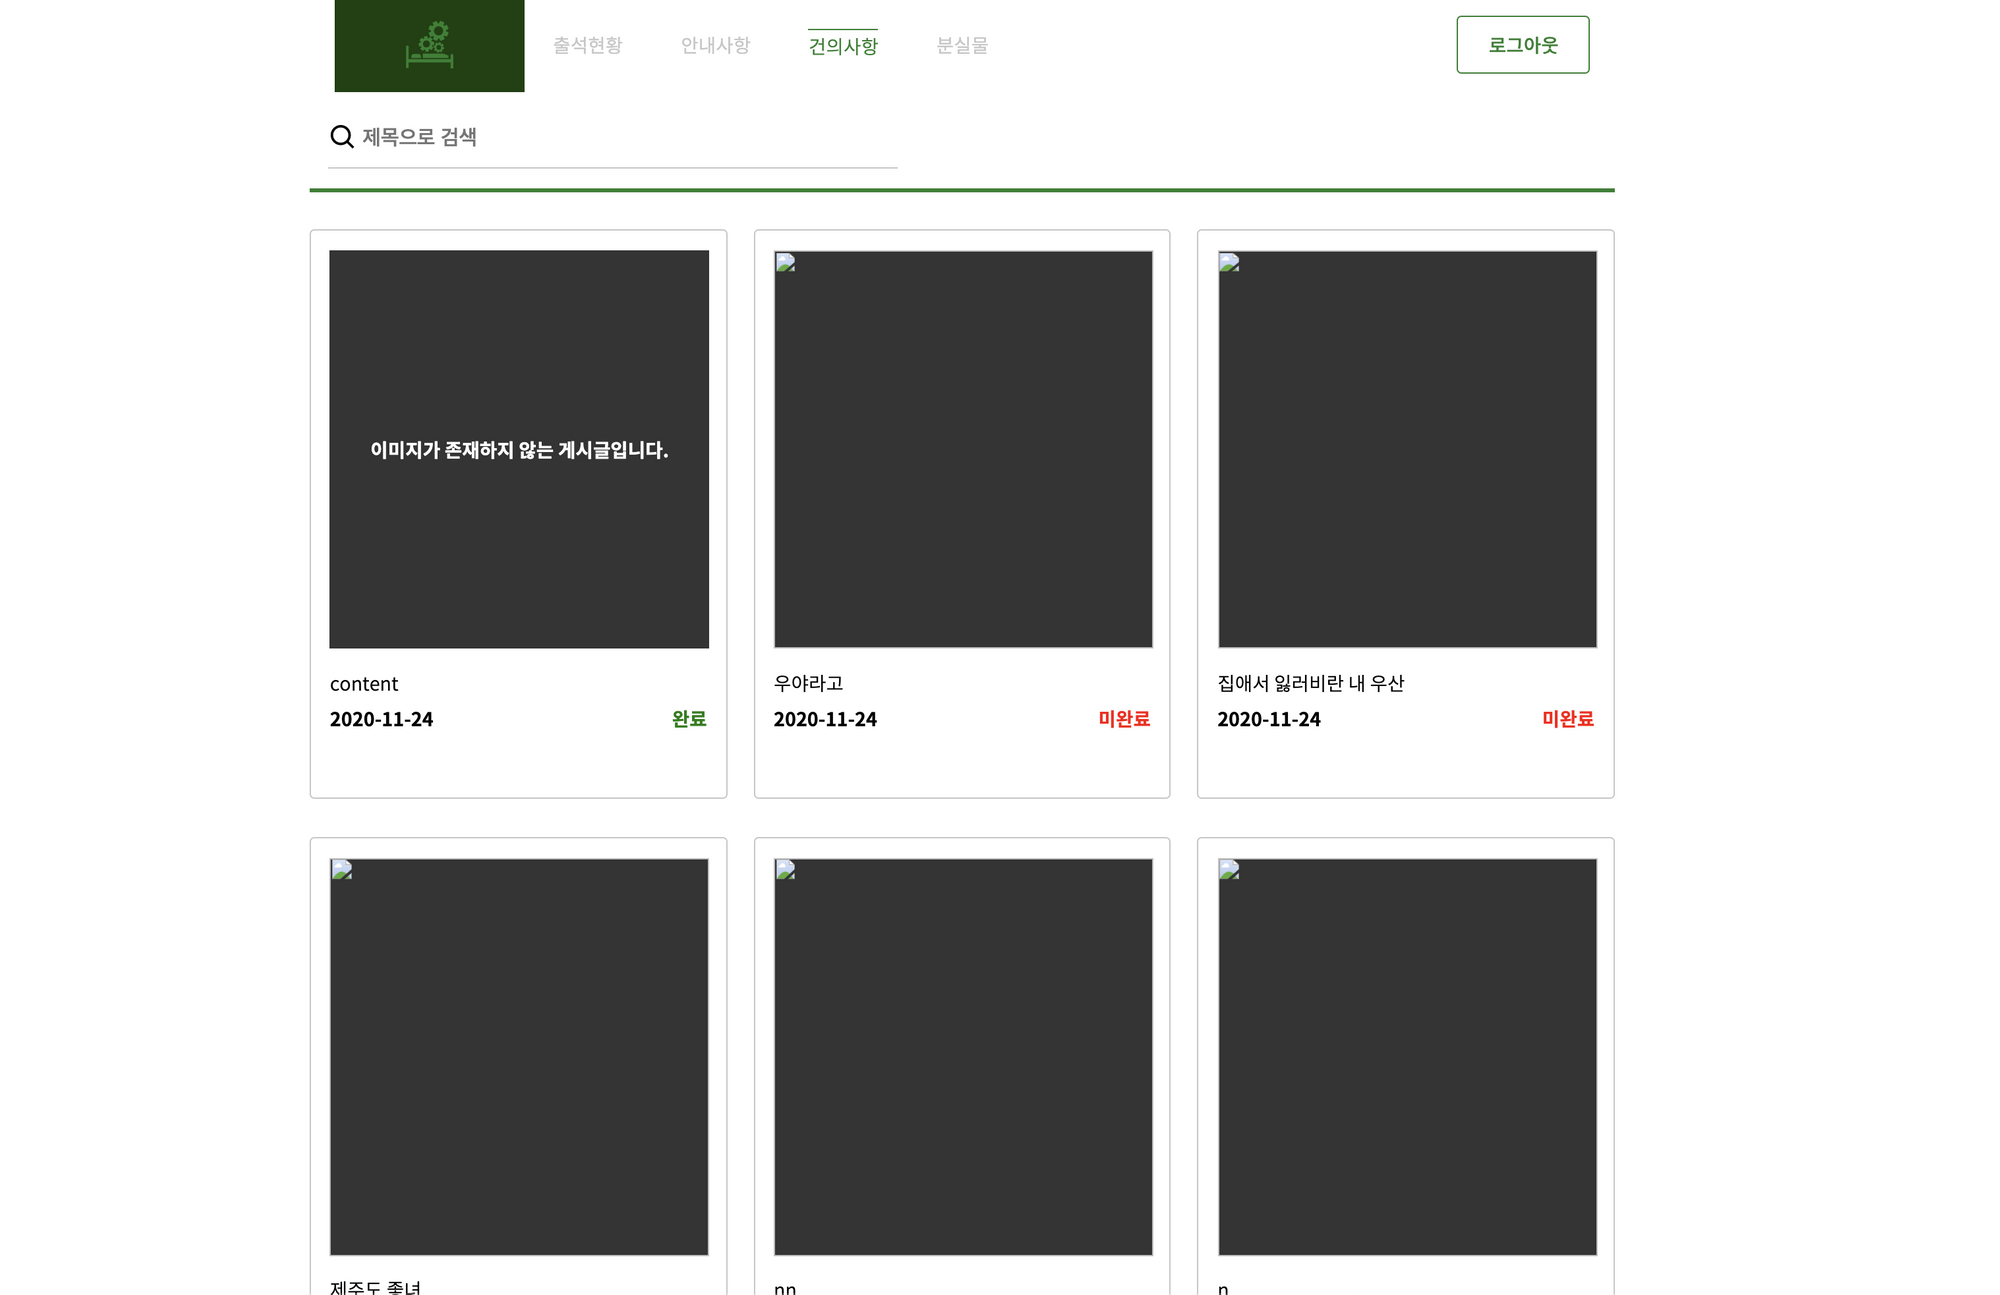 출석현황 안내사항 건의사항 분실물 로그아웃
제목으로 검색
이미지가 존재하지 않는 게시글입니다.
content 우야라고 집애서 잃러비란 내 우산
2020-11-24 완료 2020-11-24 미완료 2020-11-24 미완료
제주도 좋녀 nn n